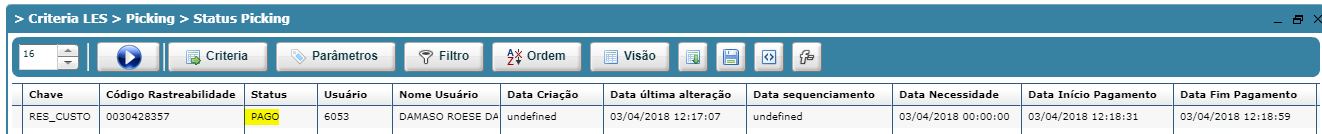 > Criteria LES > Picking > Status Picking
16 Criteria Parâmetros Filtro Ordem Visão
Chave Código Rastreabilidade Status Usuário Nome Usuário Data Criação Data última alteração Data sequenciamento Data Necessidade Data Início Pagamento Data Fim Pagamento
RES_CUSTO 0030428357 PAGO 6053 DAMASO ROESE DA undefined 03/04/2018 12:17:07 undefined 03/04/2018 00:00:00 03/04/2018 12:18:31 03/04/2018 12:18:59